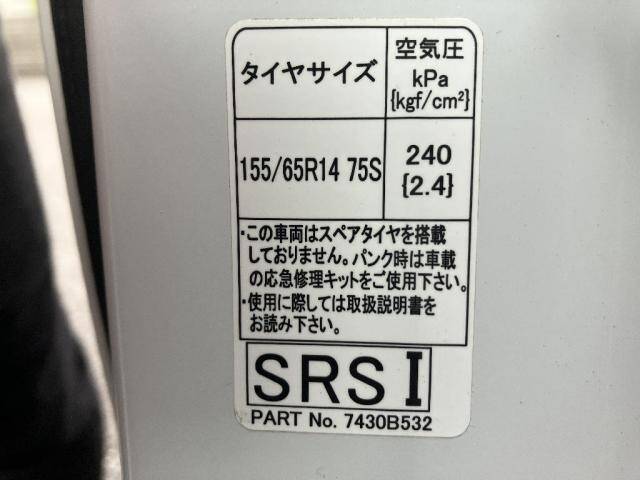 タイヤサイズ
空気圧
kPa
{kgf/cm²}
155/65R14 75S
240
{2.4}
・この車両はスペアタイヤを搭載
しておりません。パンク時は車載
の応急修理キットをご使用下さい。
・使用に際しては取扱説明書を
お読み下さい。
SRS I
PART No. 7430B532